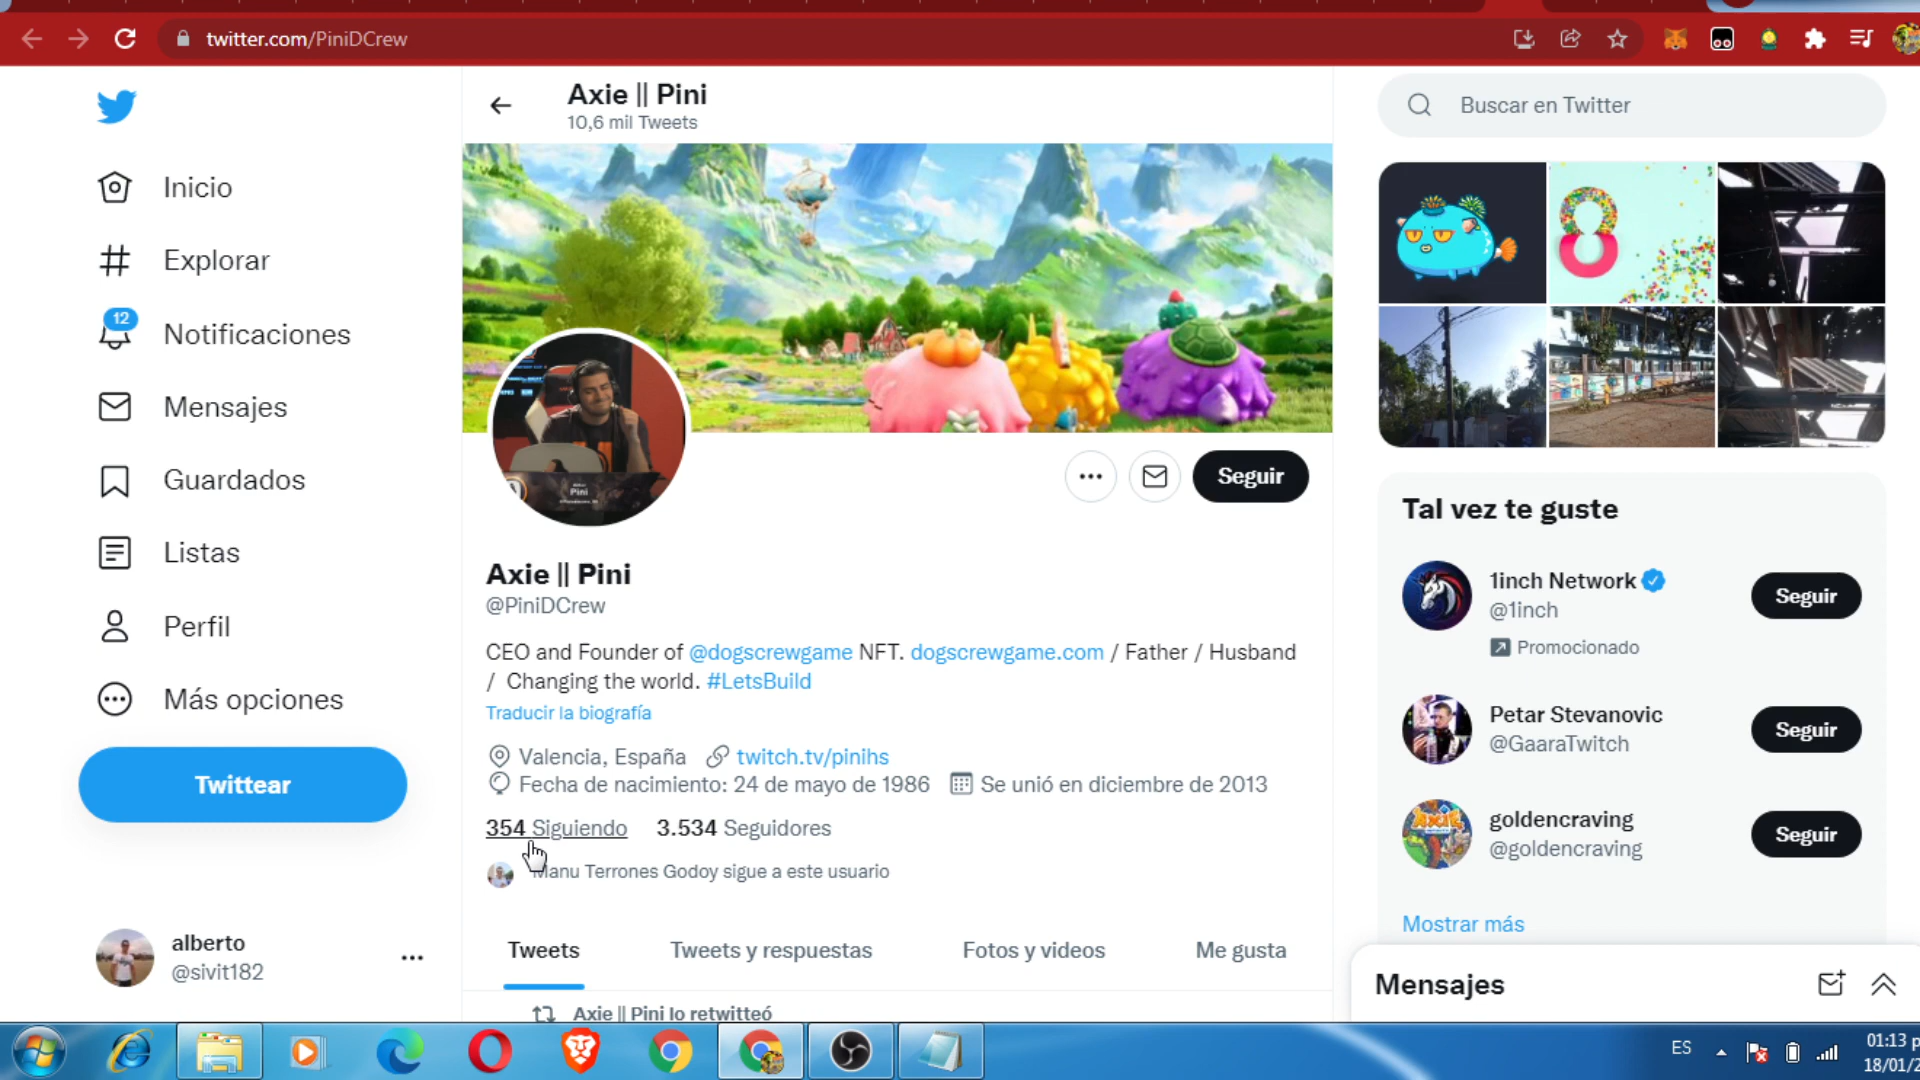 twitter.com/PiniDCrew
Axie || Pini
10,6 mil Tweets
Buscar en Twitter
Inicio
Explorar
12
Notificaciones
Mensajes
Guardados
Listas
Perfil
Más opciones
Twittear
alberto
@sivit182
Pini
Seguir
Axie || Pini
@PiniDCrew
CEO and Founder of @dogscrewgame NFT. dogscrewgame.com / Father / Husband
/ Changing the world. #LetsBuild
Traducir la biografía
Valencia, España twitch.tv/pinihs
Fecha de nacimiento: 24 de mayo de 1986 Se unió en diciembre de 2013
354 Siguiendo 3.534 Seguidores
Manu Terrones Godoy sigue a este usuario
Tweets Tweets y respuestas Fotos y videos Me gusta
Axie || Pini lo retwitteó
Tal vez te guste
1inch Network
@1inch
Promocionado
Seguir
Petar Stevanovic
@GaaraTwitch
Seguir
goldencraving
@goldencraving
Seguir
Mostrar más
Mensajes
ES
01:13 p
18/01/2